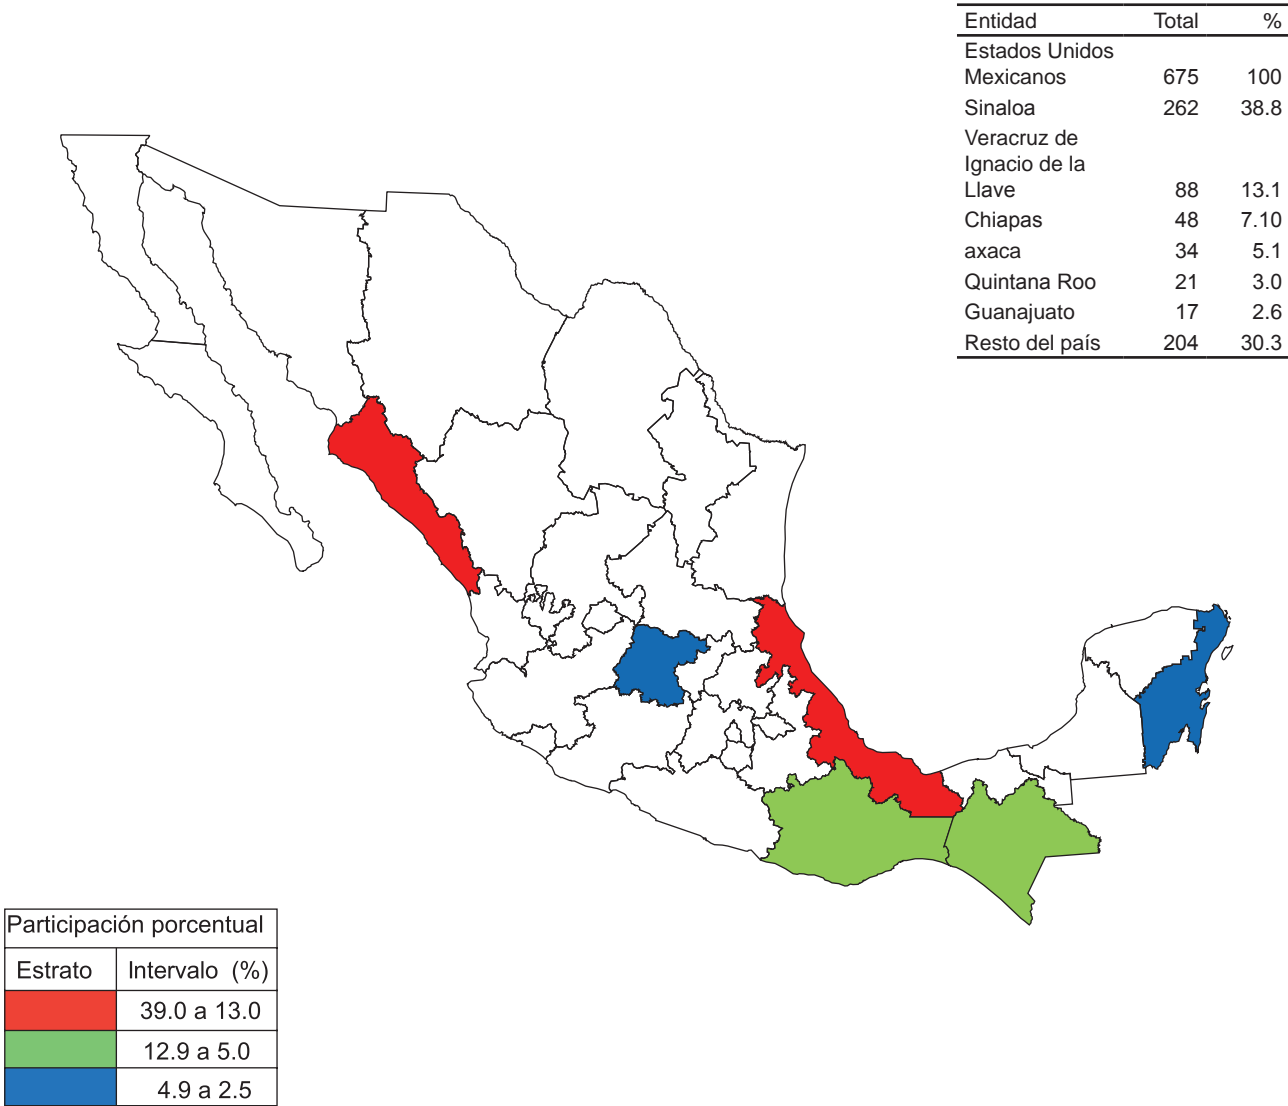 Entidad Total %
Estados Unidos
Mexicanos 675 100
Sinaloa 262 38.8
Veracruz de
Ignacio de la
Llave 88 13.1
Chiapas 48 7.10
axaca 34 5.1
Quintana Roo 21 3.0
Guanajuato 17 2.6
Resto del país 204 30.3
Participación porcentual
Estrato Intervalo (%)
39.0 a 13.0
12.9 a 5.0
4.9 a 2.5